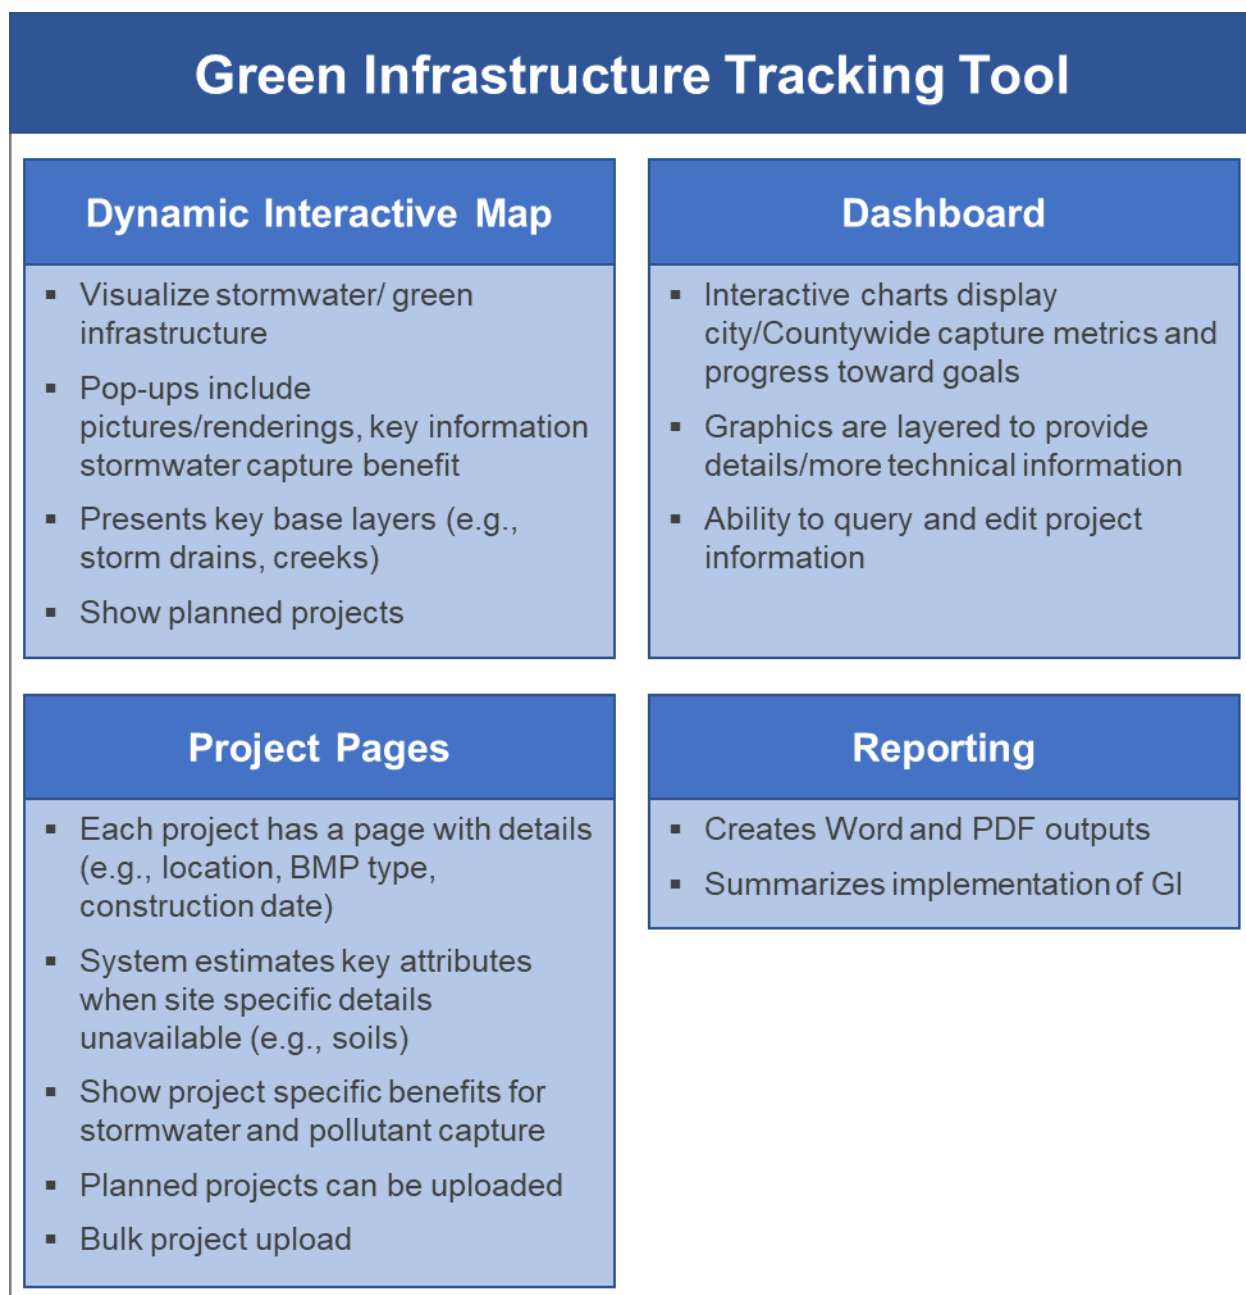 Green Infrastructure Tracking Tool
Dynamic Interactive Map
▪ Visualize stormwater/ green
infrastructure
▪ Pop-ups include
pictures/renderings, key information
stormwater capture benefit
▪ Presents key base layers (e.g.,
storm drains, creeks)
▪ Show planned projects
Dashboard
▪ Interactive charts display
city/Countywide capture metrics and
progress toward goals
▪ Graphics are layered to provide
details/more technical information
▪ Ability to query and edit project
information
Project Pages
▪ Each project has a page with details
(e.g., location, BMP type,
construction date)
▪ System estimates key attributes
when site specific details
unavailable (e.g., soils)
▪ Show project specific benefits for
stormwater and pollutant capture
▪ Planned projects can be uploaded
▪ Bulk project upload
Reporting
▪ Creates Word and PDF outputs
▪ Summarizes implementation of GI